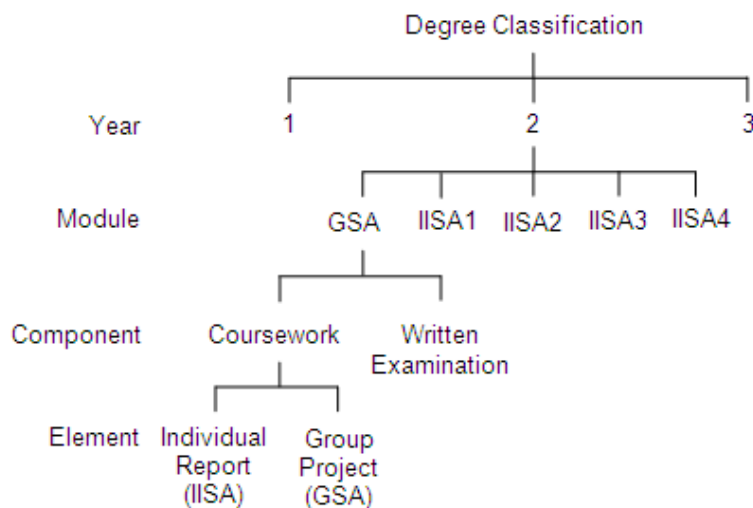 Degree Classification
Year 1 2 3
Module GSA IISA1 IISA2 IISA3 IISA4
Component Coursework Written
Examination
Element Individual Group
Report Project
(IISA) (GSA)